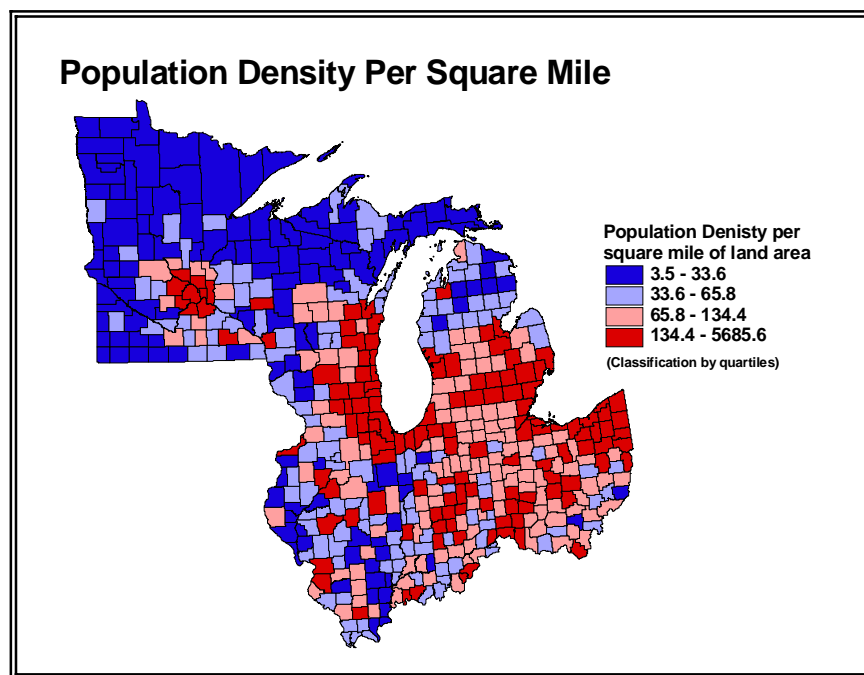 Population Density Per Square Mile
Population Denisty per
square mile of land area
3.5 - 33.6
33.6 - 65.8
65.8 - 134.4
134.4 - 5685.6
(Classification by quartiles)